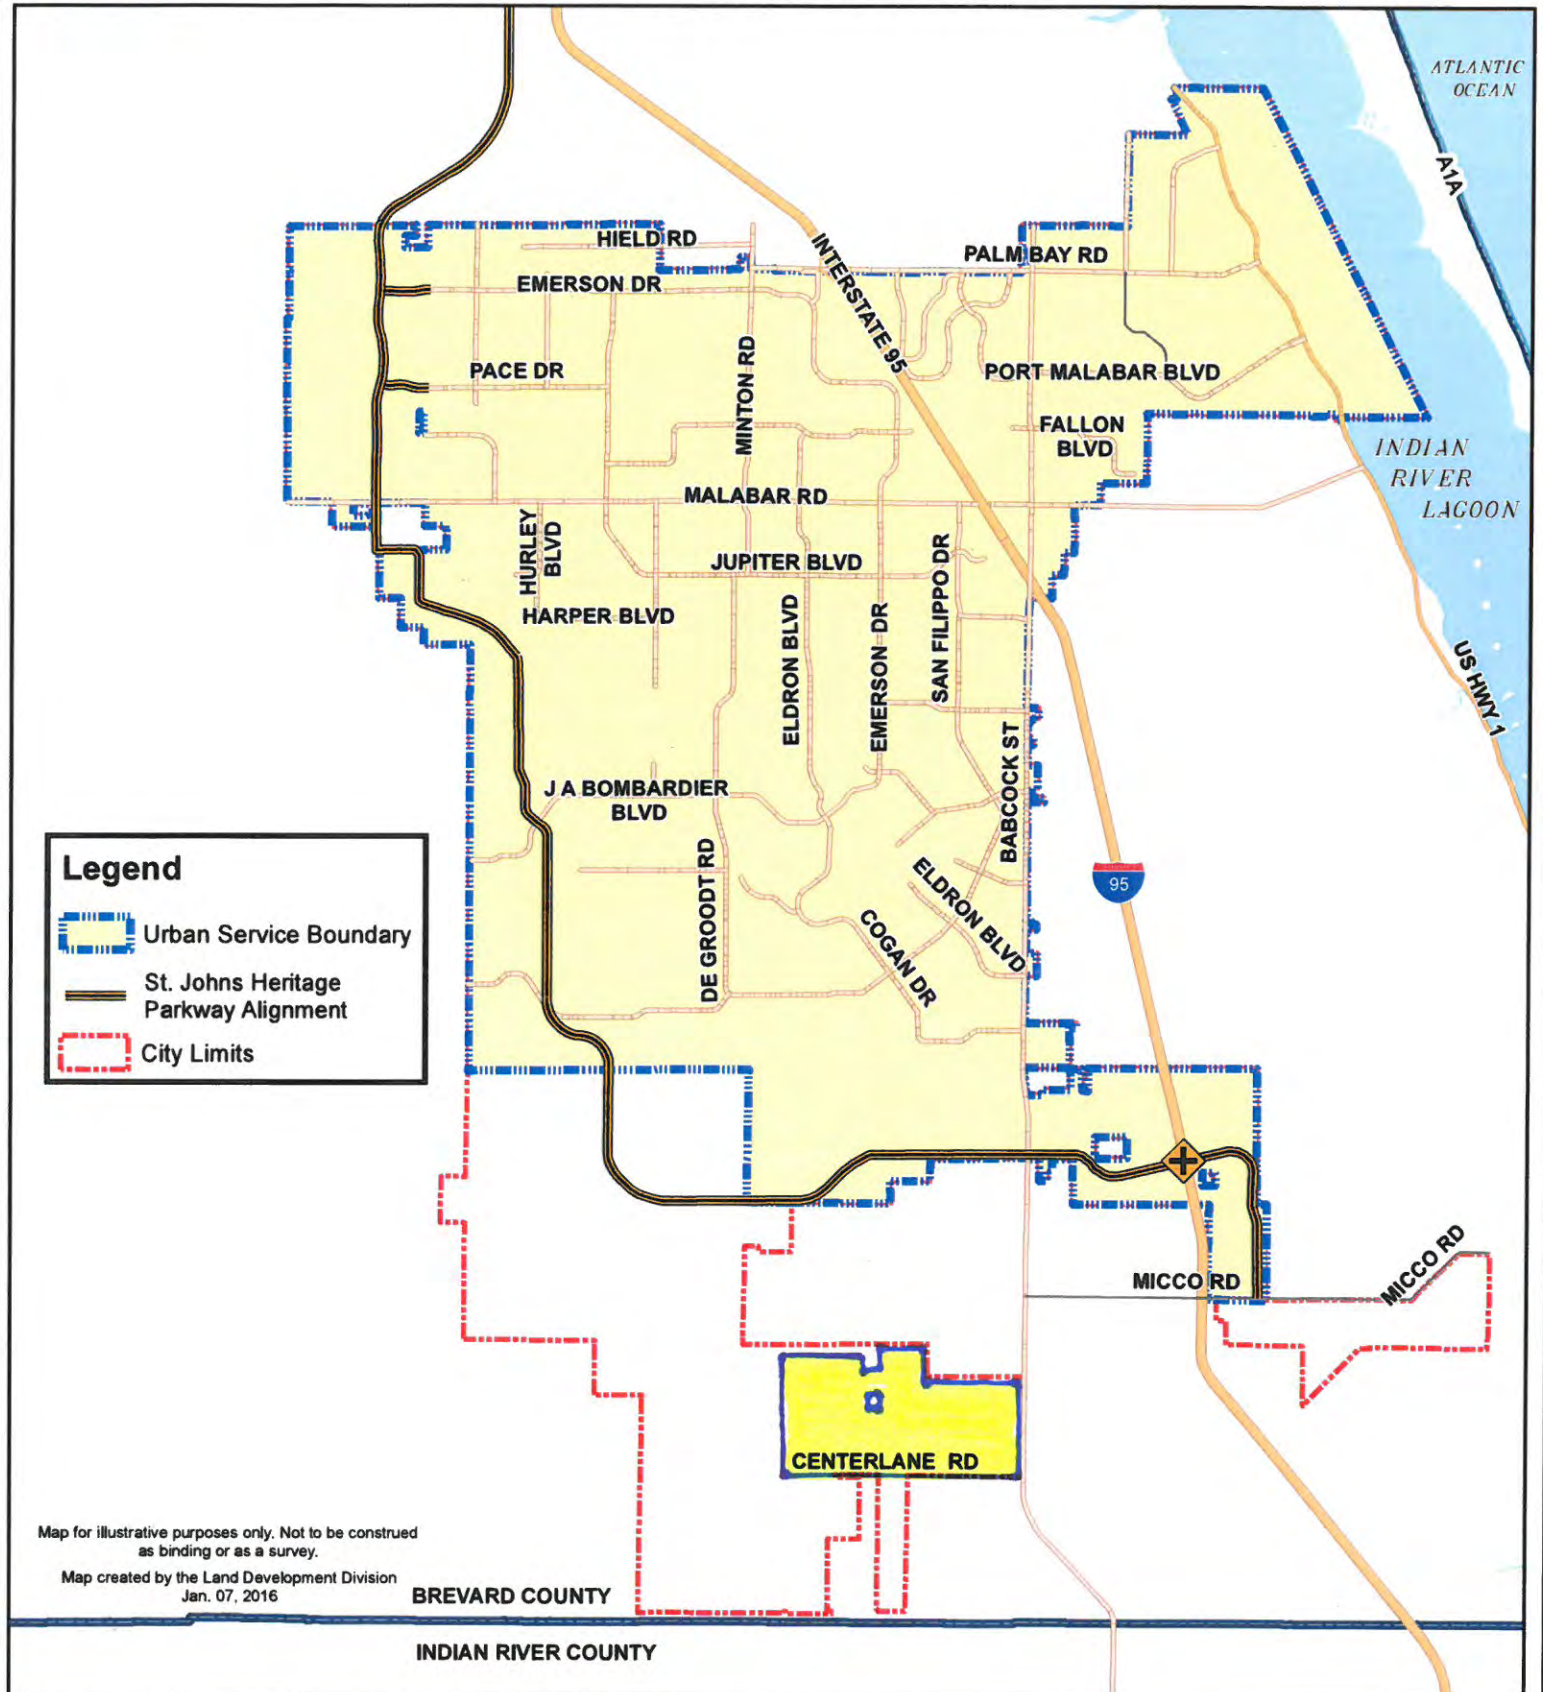 ATLANTIC
OCEAN
A1A
HIELD RD
INTERSTATE 95
PALM BAY RD
EMERSON DR
PACE DR
MINTON RD
PORT MALABAR BLVD
FALLON
BLVD
INDIAN
RIVER
LAGOON
MALABAR RD
HURLEY
BLVD
JUPITER BLVD
SAN FILIPPO DR
HARPER BLVD
ELDRON BLVD
EMERSON DR
US HWY 1
BABCOCK ST
J A BOMBARDIER
BLVD
DE GROODT RD
ELDRON BLVD
COGAN DR
95
Legend
Urban Service Boundary
St. Johns Heritage
Parkway Alignment
City Limits
MICCO RD
MICCO RD
CENTERLANE RD
Map for illustrative purposes only. Not to be construed
as binding or as a survey.
Map created by the Land Development Division
Jan. 07, 2016
BREVARD COUNTY
INDIAN RIVER COUNTY